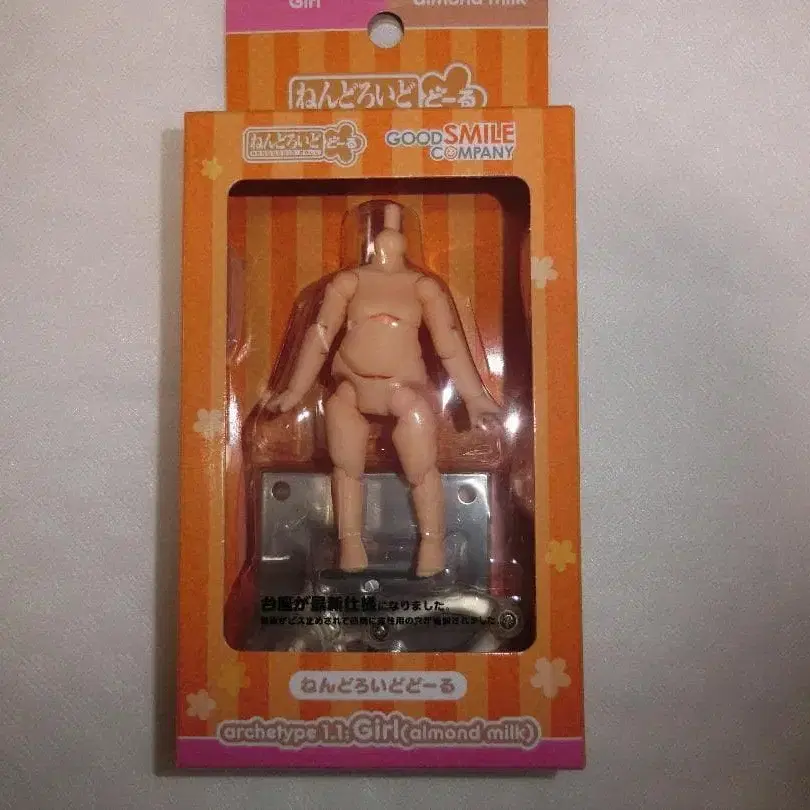 Girl
almond milk
ねんどろいど どーる
ねんどろいど どーる
NENDOROID DOLL
GOOD SMILE
COMPANY
台座が最新仕様になりました。
ねんどろいどどーる
archetype 1.1: Girl(almond milk)